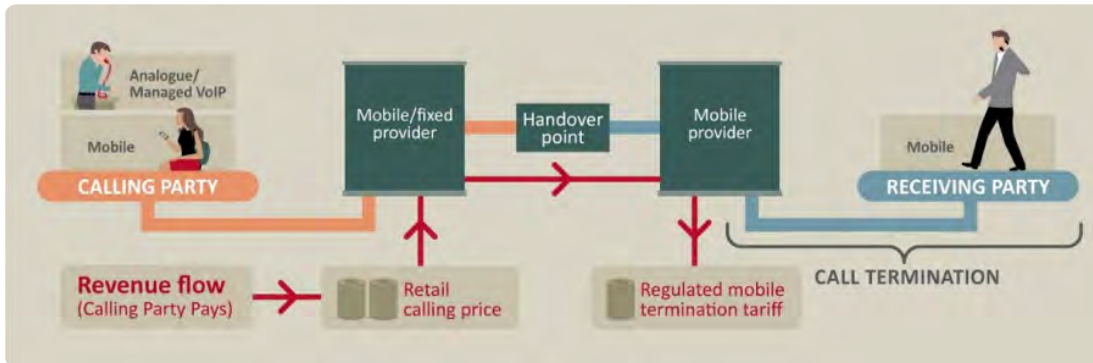 Analogue/
Managed VoIP
Mobile
CALLING PARTY
Mobile/fixed
provider
Handover
point
Mobile
provider
Mobile
RECEIVING PARTY
CALL TERMINATION
Revenue flow
(Calling Party Pays)
Retail
calling price
Regulated mobile
termination tariff